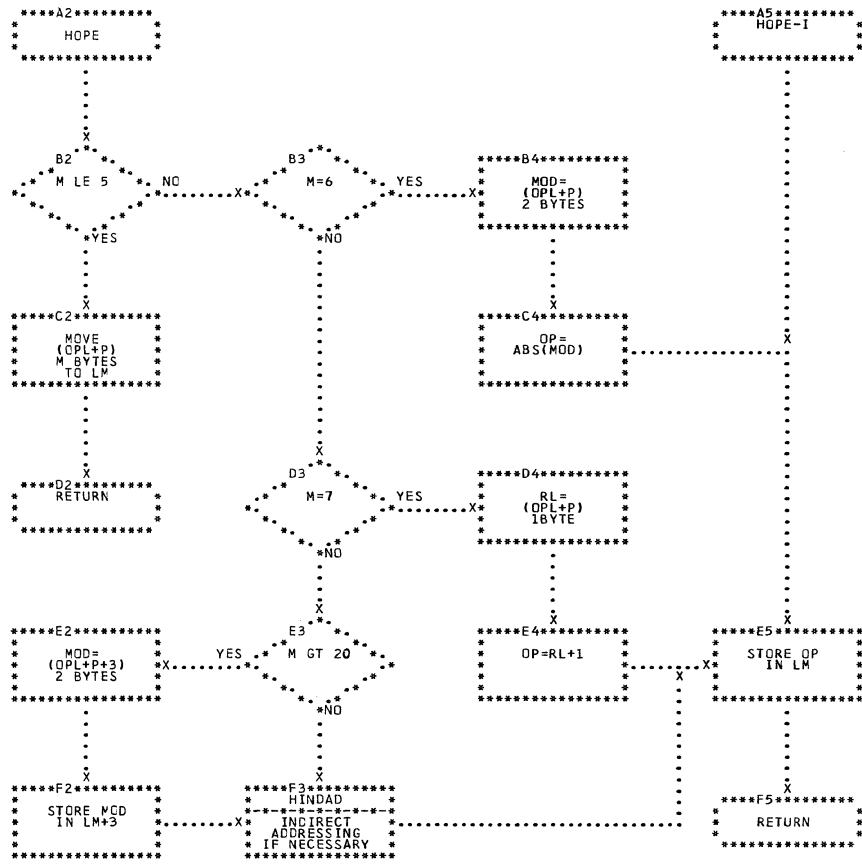 A2
HOPE
A5
HOPE-I
B2
M LE 5
NO
B3
M=6
YES
B4
MOD=
(OPL+P)
2 BYTES
YES
NO
C2
MOVE
(OPL+P)
M BYTES
TO LM
C4
OP=
ABS(MOD)
D2
RETURN
D3
M=7
YES
D4
RL=
(OPL+P)
1BYTE
NO
E2
MOD=
(OPL+P+3)
2 BYTES
YES
E3
M GT 20
E4
OP=RL+1
E5
STORE OP
IN LM
NO
F2
STORE MOD
IN LM+3
F3
HINDAD
INDIRECT
ADDRESSING
IF NECESSARY
F5
RETURN